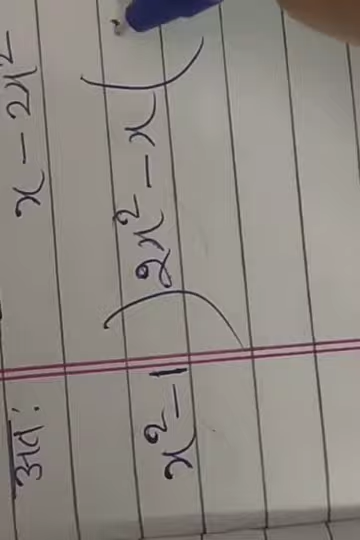 अतः x - 2x²
x² - 1 ) 2x² - x (